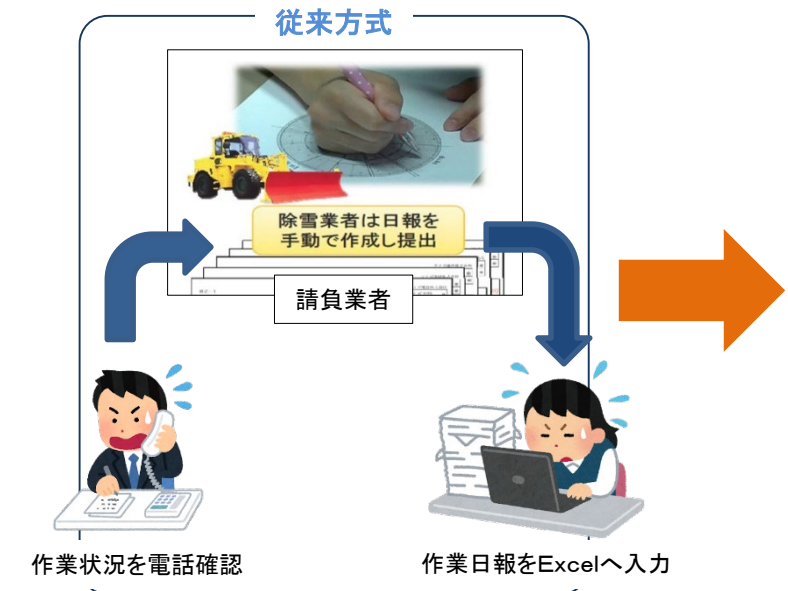 従来方式
除雪業者は日報を
手動で作成し提出
請負業者
作業状況を電話確認
作業日報をExcelへ入力